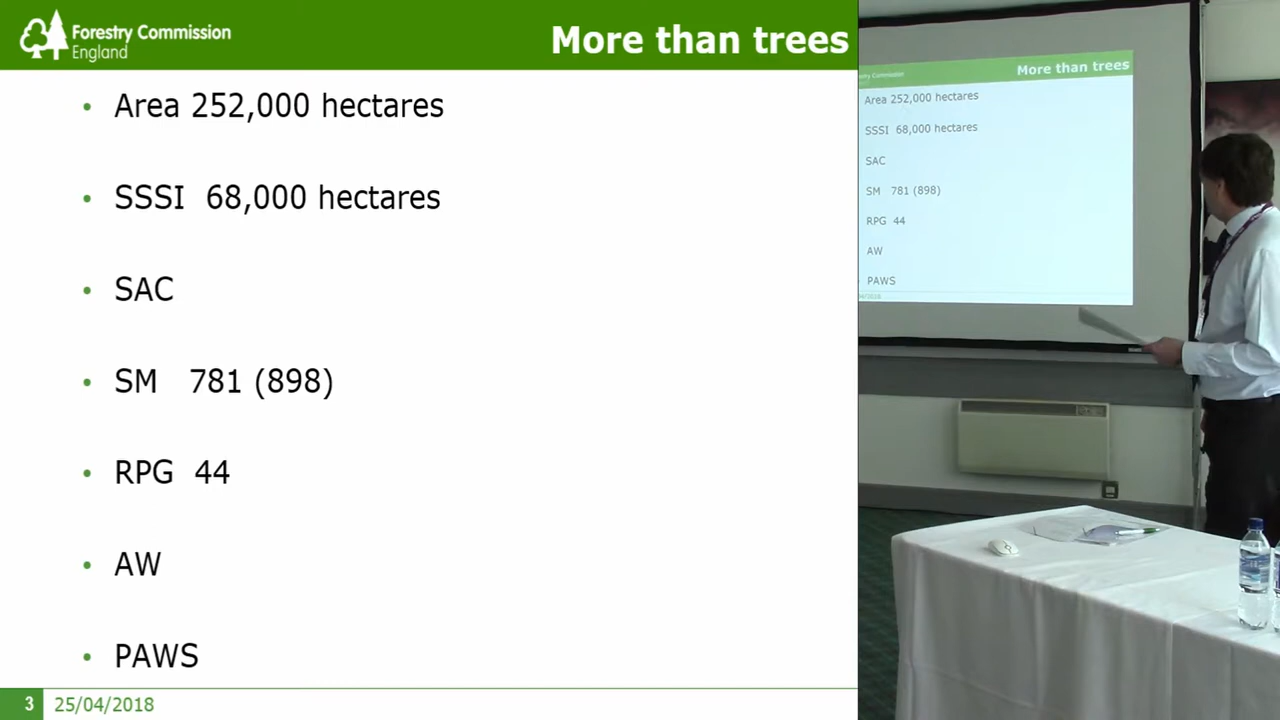 Forestry Commission
England
More than trees
• Area 252,000 hectares
• SSSI 68,000 hectares
• SAC
• SM 781 (898)
• RPG 44
• AW
• PAWS
3 25/04/2018
More than trees
Area 252,000 hectares
SSSI 68,000 hectares
SAC
SM 781 (898)
RPG 44
AW
PAWS